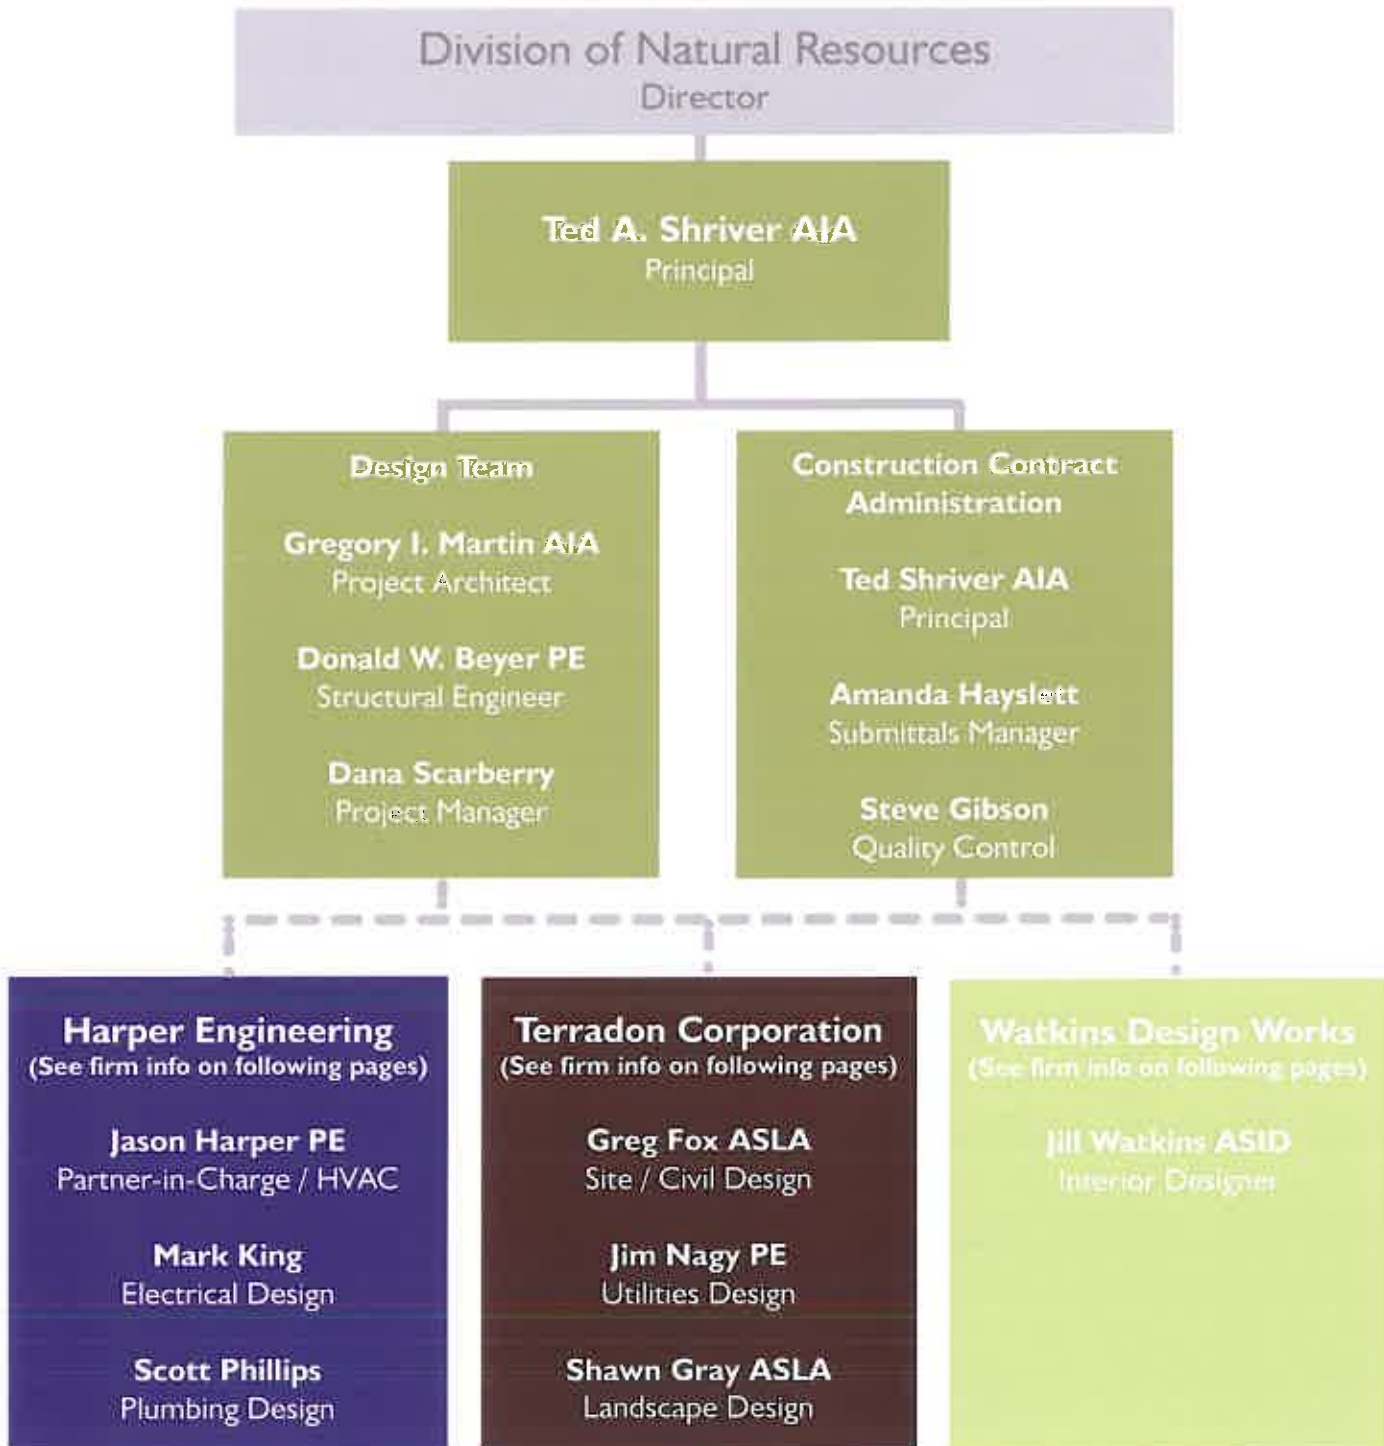 Division of Natural Resources
Director
Ted A. Shriver AIA
Principal
Design Team
Gregory I. Martin AIA
Project Architect
Donald W. Beyer PE
Structural Engineer
Dana Scarberry
Project Manager
Construction Contract
Administration
Ted Shriver AIA
Principal
Amanda Hayslett
Submittals Manager
Steve Gibson
Quality Control
Harper Engineering
(See firm info on following pages)
Jason Harper PE
Partner-in-Charge / HVAC
Mark King
Electrical Design
Scott Phillips
Plumbing Design
Terradon Corporation
(See firm info on following pages)
Greg Fox ASLA
Site / Civil Design
Jim Nagy PE
Utilities Design
Shawn Gray ASLA
Landscape Design
Watkins Design Works
(See firm info on following pages)
Jill Watkins ASID
Interior Designer